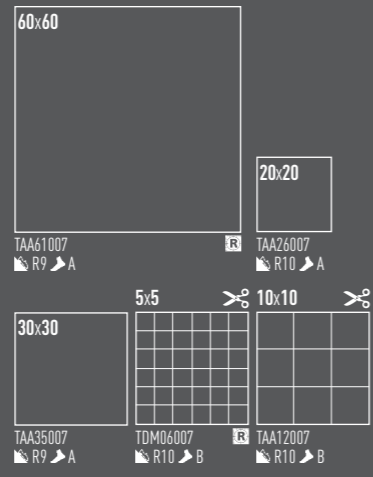 60x60
20x20
TAA61007 R
R9 A
TAA26007
R10 A
5x5
10x10
30x30
TAA35007
R9 A
TDM06007 R
R10 B
TAA12007
R10 B